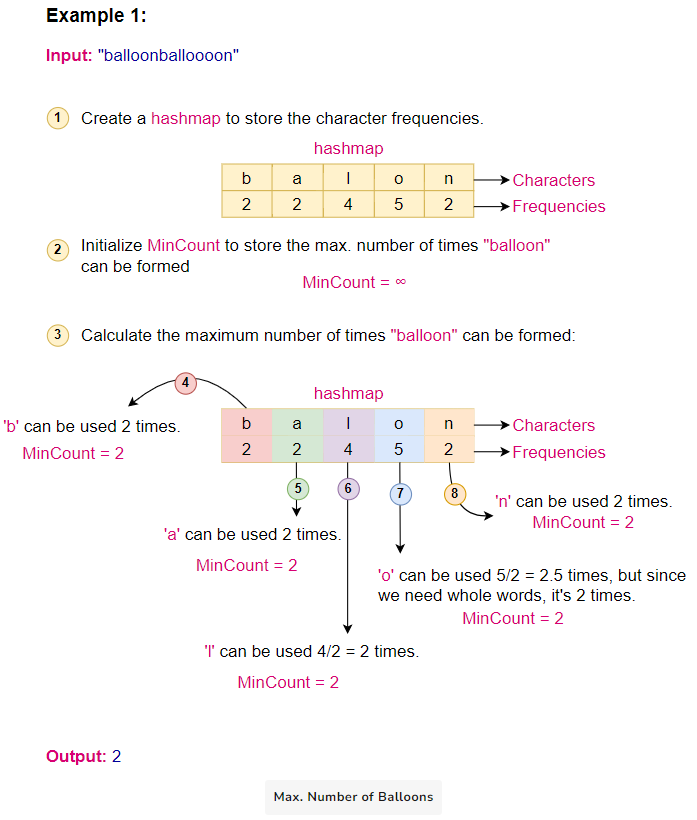 Example 1:
Input: "balloonballoooon"
1 Create a hashmap to store the character frequencies.
hashmap
b a l o n Characters
2 2 4 5 2 Frequencies
2 Initialize MinCount to store the max. number of times "balloon"
can be formed
MinCount = ∞
3 Calculate the maximum number of times "balloon" can be formed:
4
hashmap
'b' can be used 2 times.
MinCount = 2
b a l o n Characters
2 2 4 5 2 Frequencies
5 6 7 8
'n' can be used 2 times.
MinCount = 2
'a' can be used 2 times.
MinCount = 2
'o' can be used 5/2 = 2.5 times, but since
we need whole words, it's 2 times.
MinCount = 2
'l' can be used 4/2 = 2 times.
MinCount = 2
Output: 2
Max. Number of Balloons